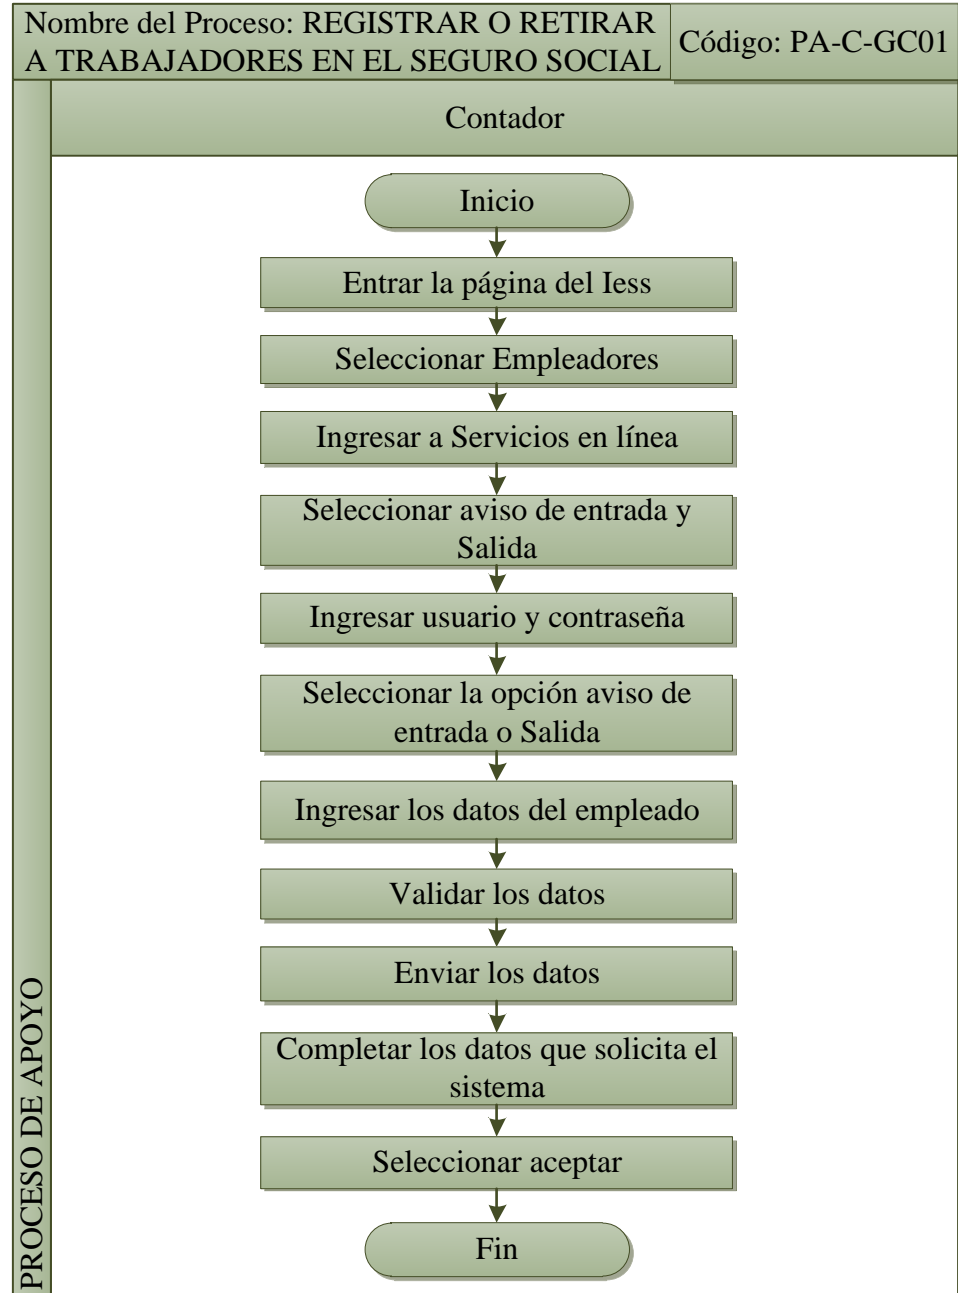 Nombre del Proceso: REGISTRAR O RETIRAR
A TRABAJADORES EN EL SEGURO SOCIAL
Código: PA-C-GC01
Contador
Inicio
Entrar la página del Iess
Seleccionar Empleadores
Ingresar a Servicios en línea
Seleccionar aviso de entrada y
Salida
Ingresar usuario y contraseña
Seleccionar la opción aviso de
entrada o Salida
Ingresar los datos del empleado
Validar los datos
Enviar los datos
Completar los datos que solicita el
sistema
Seleccionar aceptar
Fin
PROCESO DE APOYO